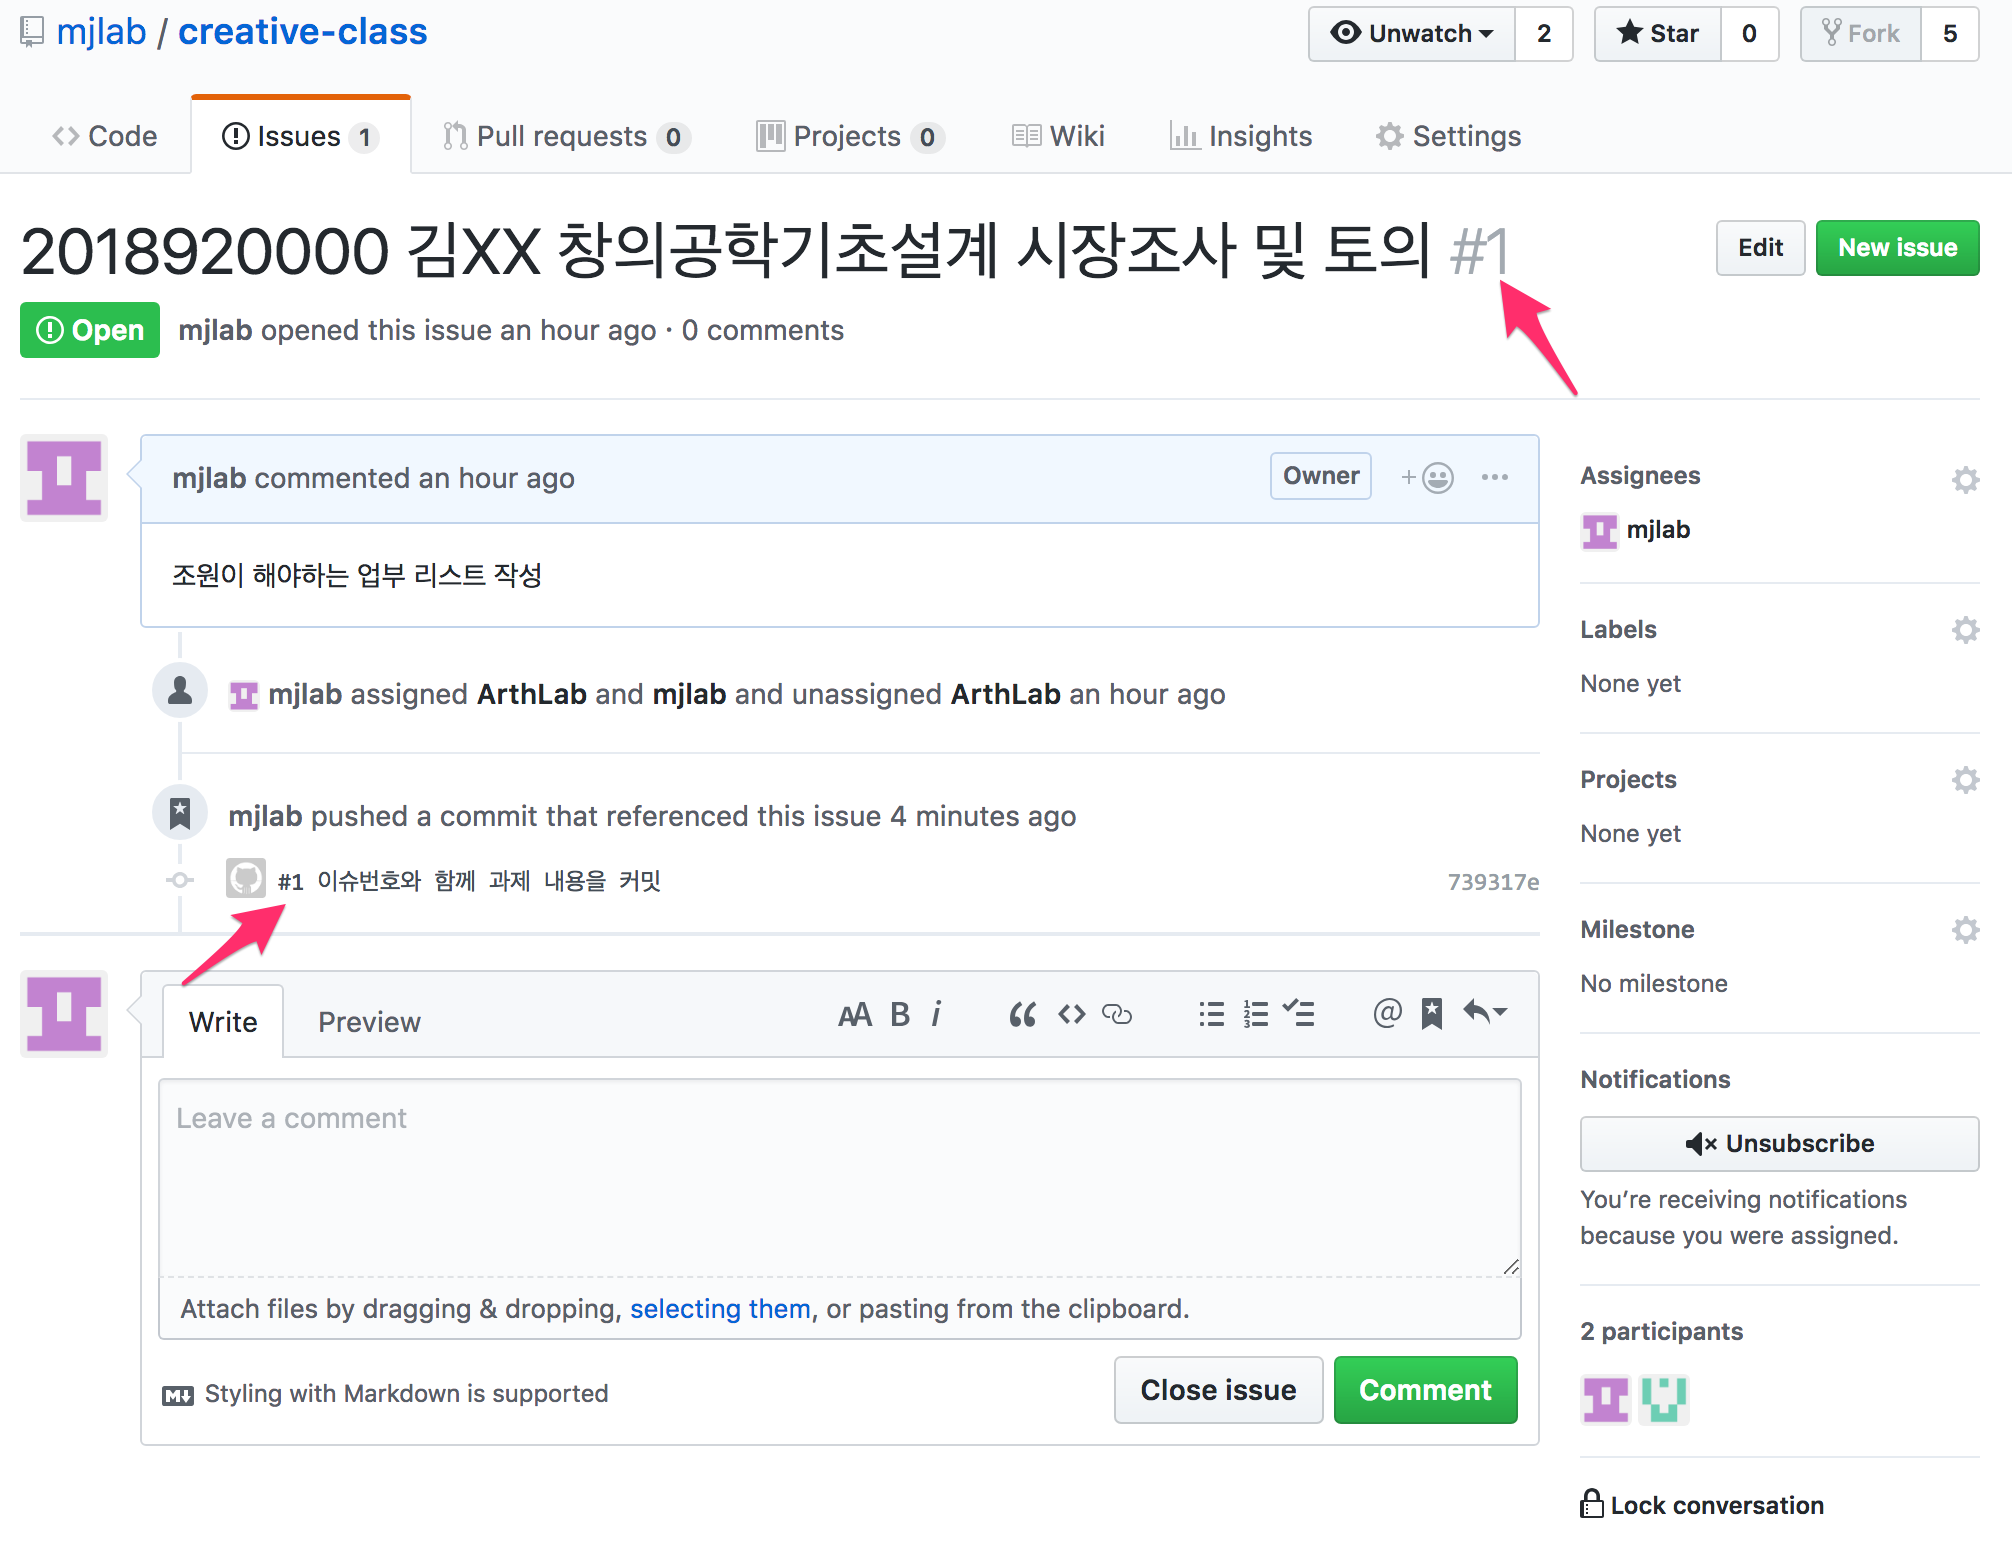 mjlab / creative-class
Unwatch 2
Star 0
Fork 5
Code
Issues 1
Pull requests 0
Projects 0
Wiki
Insights
Settings
2018920000 김XX 창의공학기초설계 시장조사 및 토의 #1
Edit
New issue
Open
mjlab opened this issue an hour ago · 0 comments
mjlab commented an hour ago
Owner
조원이 해야하는 업부 리스트 작성
mjlab assigned ArthLab and mjlab and unassigned ArthLab an hour ago
mjlab pushed a commit that referenced this issue 4 minutes ago
#1 이슈번호와 함께 과제 내용을 커밋
739317e
Write
Preview
Leave a comment
Attach files by dragging & dropping, selecting them, or pasting from the clipboard.
Styling with Markdown is supported
Close issue
Comment
Assignees
mjlab
Labels
None yet
Projects
None yet
Milestone
No milestone
Notifications
Unsubscribe
You’re receiving notifications
because you were assigned.
2 participants
Lock conversation